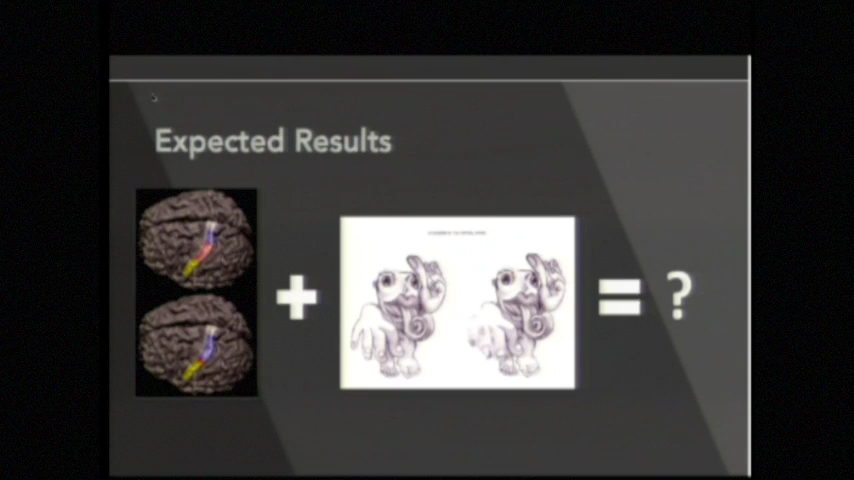 Expected Results
+
= ?